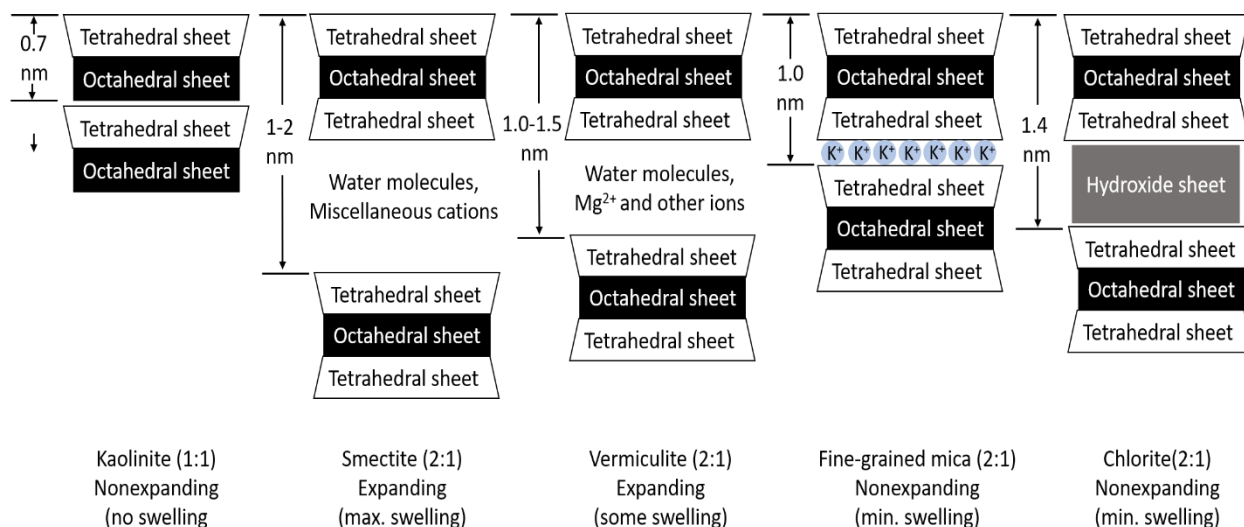 0.7
nm
Tetrahedral sheet
Octahedral sheet
Tetrahedral sheet
Octahedral sheet
Kaolinite (1:1)
Nonexpanding
(no swelling
1-2
nm
Tetrahedral sheet
Octahedral sheet
Tetrahedral sheet
Water molecules,
Miscellaneous cations
Tetrahedral sheet
Octahedral sheet
Tetrahedral sheet
Smectite (2:1)
Expanding
(max. swelling)
1.0-1.5
nm
Tetrahedral sheet
Octahedral sheet
Tetrahedral sheet
Water molecules,
Mg²⁺ and other ions
Tetrahedral sheet
Octahedral sheet
Tetrahedral sheet
Vermiculite (2:1)
Expanding
(some swelling)
1.0
nm
Tetrahedral sheet
Octahedral sheet
Tetrahedral sheet
K⁺ K⁺ K⁺ K⁺ K⁺ K⁺ K⁺
Tetrahedral sheet
Octahedral sheet
Tetrahedral sheet
Fine-grained mica (2:1)
Nonexpanding
(min. swelling)
1.4
nm
Tetrahedral sheet
Octahedral sheet
Tetrahedral sheet
Hydroxide sheet
Tetrahedral sheet
Octahedral sheet
Tetrahedral sheet
Chlorite(2:1)
Nonexpanding
(min. swelling)